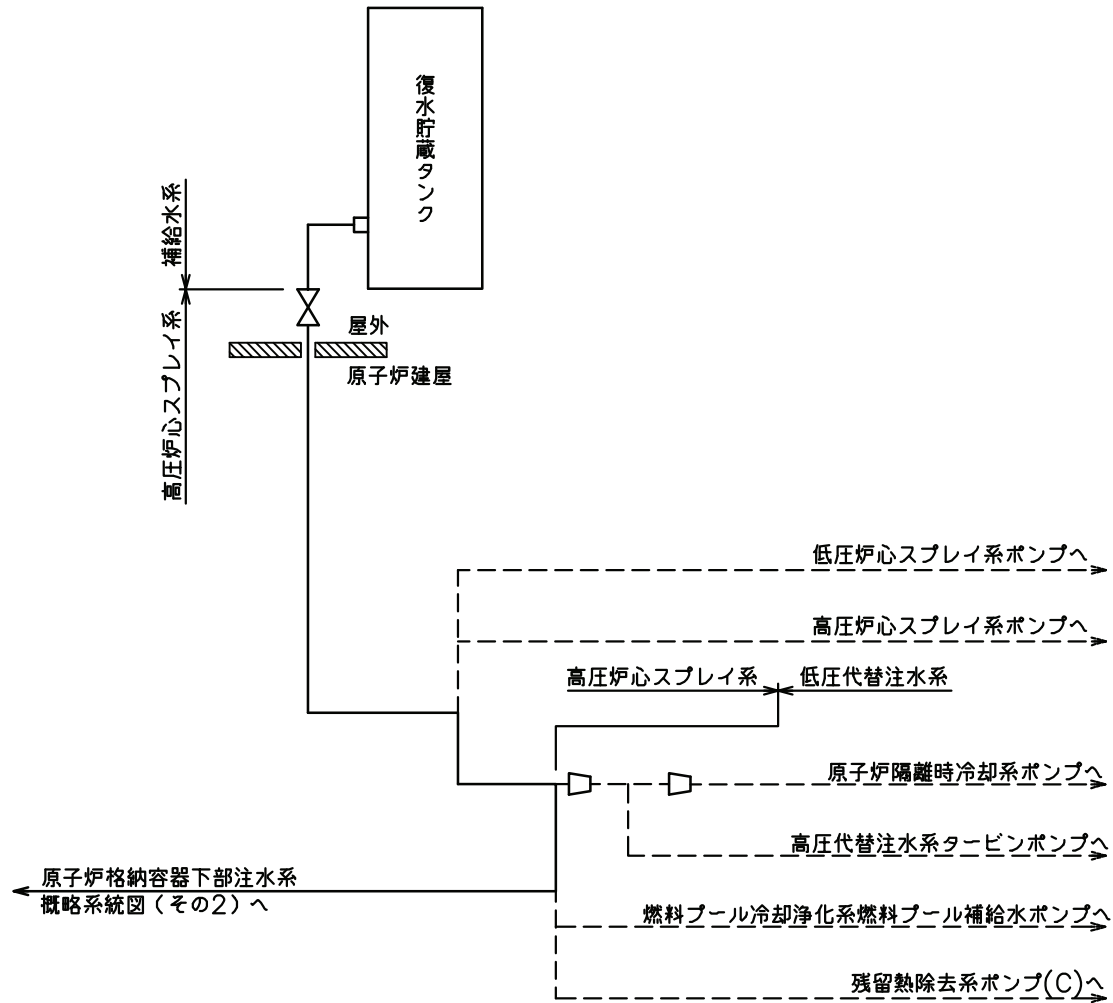 復水貯蔵タンク
補給水系
高圧炉心スプレイ系
屋外
原子炉建屋
低圧炉心スプレイ系ポンプへ
高圧炉心スプレイ系ポンプへ
高圧炉心スプレイ系
低圧代替注水系
原子炉隔離時冷却系ポンプへ
高圧代替注水系タービンポンプへ
原子炉格納容器下部注水系
概略系統図(その2)へ
燃料プール冷却浄化系燃料プール補給水ポンプへ
残留熱除去系ポンプ(C)へ